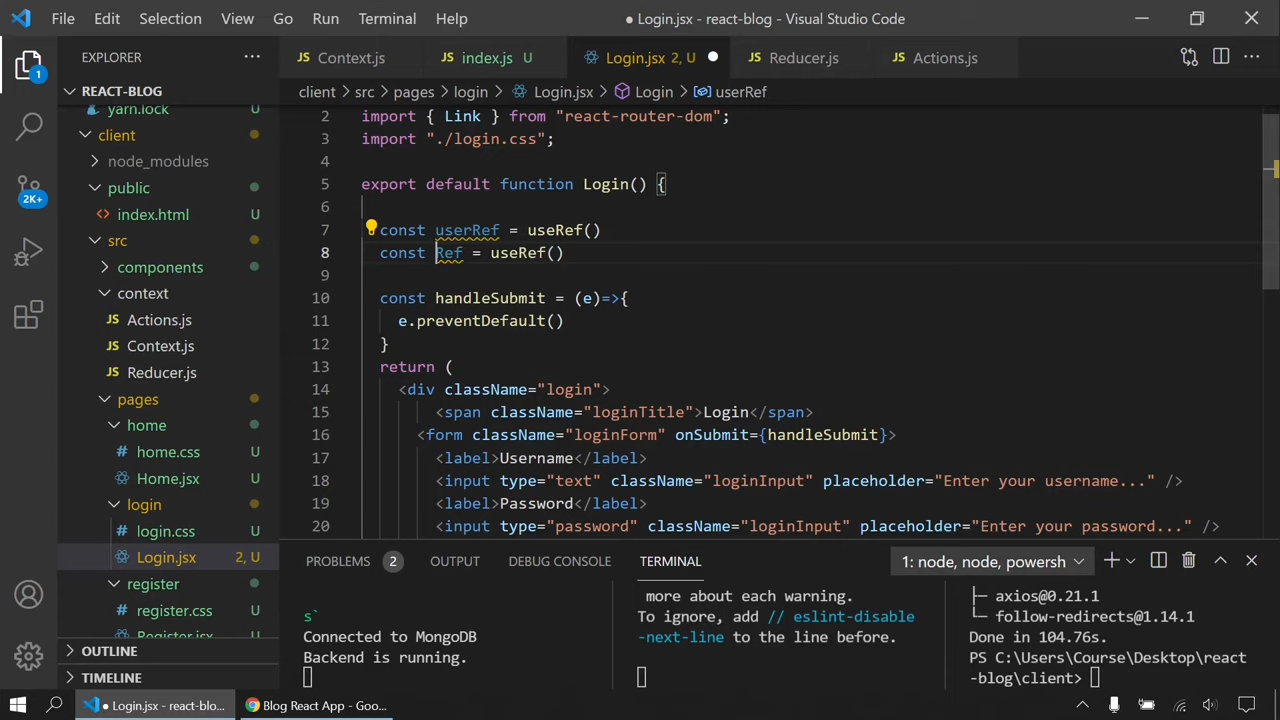 File Edit Selection View Go Run Terminal Help
● Login.jsx - react-blog - Visual Studio Code
EXPLORER
1
2K+
REACT-BLOG
yarn.lock U
client
node_modules
public
index.html U
src
components
context
Actions.js
Context.js
Reducer.js
pages
home
home.css U
Home.jsx U
login
login.css U
Login.jsx 2, U
register
register.css U
Register.jsx U
OUTLINE
TIMELINE
JS Context.js
JS index.js U
Login.jsx 2, U
JS Reducer.js
JS Actions.js
client > src > pages > login > Login.jsx > Login > userRef
2 import { Link } from "react-router-dom";
3 import "./login.css";
4
5 export default function Login() {
6
7 const userRef = useRef()
8 const Ref = useRef()
9
10 const handleSubmit = (e)=>{
11 e.preventDefault()
12 }
13 return (
14 <div className="login">
15 <span className="loginTitle">Login</span>
16 <form className="loginForm" onSubmit={handleSubmit}>
17 <label>Username</label>
18 <input type="text" className="loginInput" placeholder="Enter your username..." />
19 <label>Password</label>
20 <input type="password" className="loginInput" placeholder="Enter your password..." />
PROBLEMS 2 OUTPUT DEBUG CONSOLE TERMINAL
1: node, node, powersh
s`
Connected to MongoDB
Backend is running.
more about each warning.
To ignore, add // eslint-disable
-next-line to the line before.
├─ axios@0.21.1
└─ follow-redirects@1.14.1
Done in 104.76s.
PS C:\Users\Course\Desktop\react
-blog\client>
● Login.jsx - react-blo...
Blog React App - Goo...